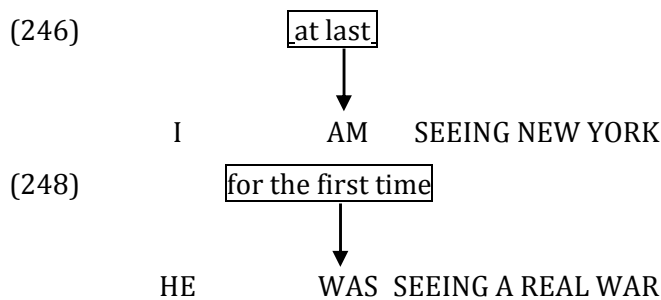 (246) at last
I AM SEEING NEW YORK
(248) for the first time
HE WAS SEEING A REAL WAR